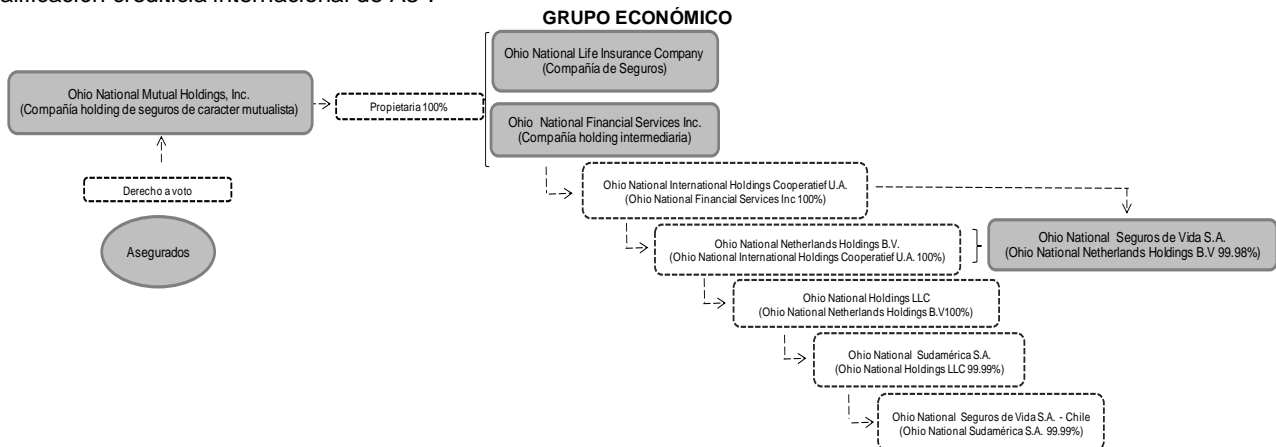 calificación crediticia internacional de A3 .
GRUPO ECONÓMICO
Ohio National Life Insurance Company
(Compañía de Seguros)
Ohio National Mutual Holdings, Inc.
(Compañía holding de seguros de caracter mutualista)
Propietaria 100%
Ohio National Financial Services Inc.
(Compañía holding intermediaria)
Derecho a voto
Asegurados
Ohio National International Holdings Cooperatief U.A.
(Ohio National Financial Services Inc 100%)
Ohio National Netherlands Holdings B.V.
(Ohio National International Holdings Cooperatief U.A. 100%)
Ohio National Seguros de Vida S.A.
(Ohio National Netherlands Holdings B.V 99.98%)
Ohio National Holdings LLC
(Ohio National Netherlands Holdings B.V100%)
Ohio National Sudamérica S.A.
(Ohio National Holdings LLC 99.99%)
Ohio National Seguros de Vida S.A. - Chile
(Ohio National Sudamérica S.A. 99.99%)